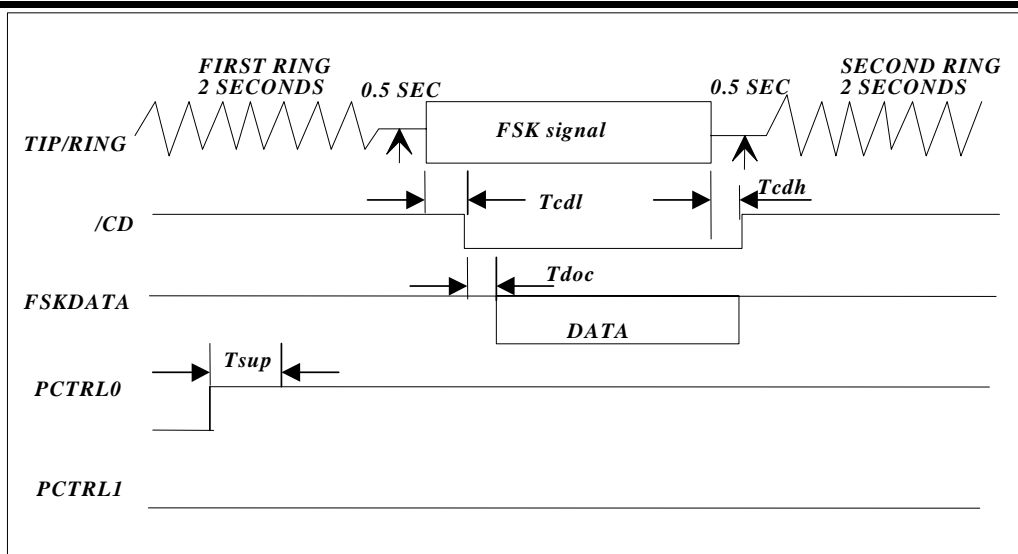 FIRST RING
2 SECONDS
0.5 SEC
0.5 SEC
SECOND RING
2 SECONDS
TIP/RING
FSK signal
Tcdl
Tcdh
/CD
Tdoc
FSKDATA
DATA
Tsup
PCTRL0
PCTRL1